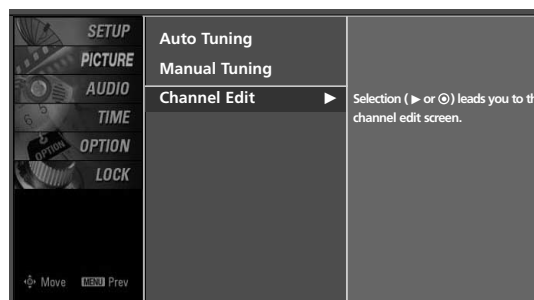 SETUP
PICTURE
AUDIO
TIME
OPTION
LOCK
Move MENU Prev
Auto Tuning
Manual Tuning
Channel Edit ▶
Selection ( ▶ or ⊙) leads you to th
channel edit screen.